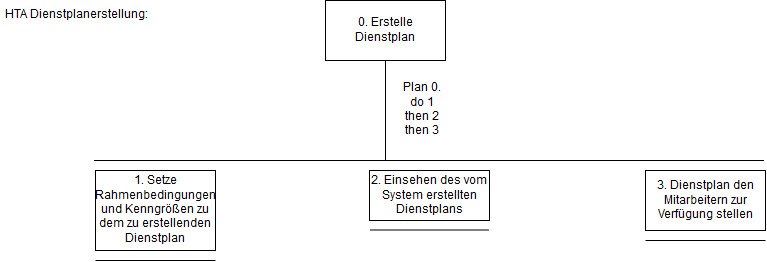 HTA Dienstplanerstellung:
0. Erstelle
Dienstplan
Plan 0.
do 1
then 2
then 3
1. Setze
Rahmenbedingungen
und Kenngrößen zu
dem zu erstellenden
Dienstplan
2. Einsehen des vom
System erstellten
Dienstplans
3. Dienstplan den
Mitarbeitern zur
Verfügung stellen